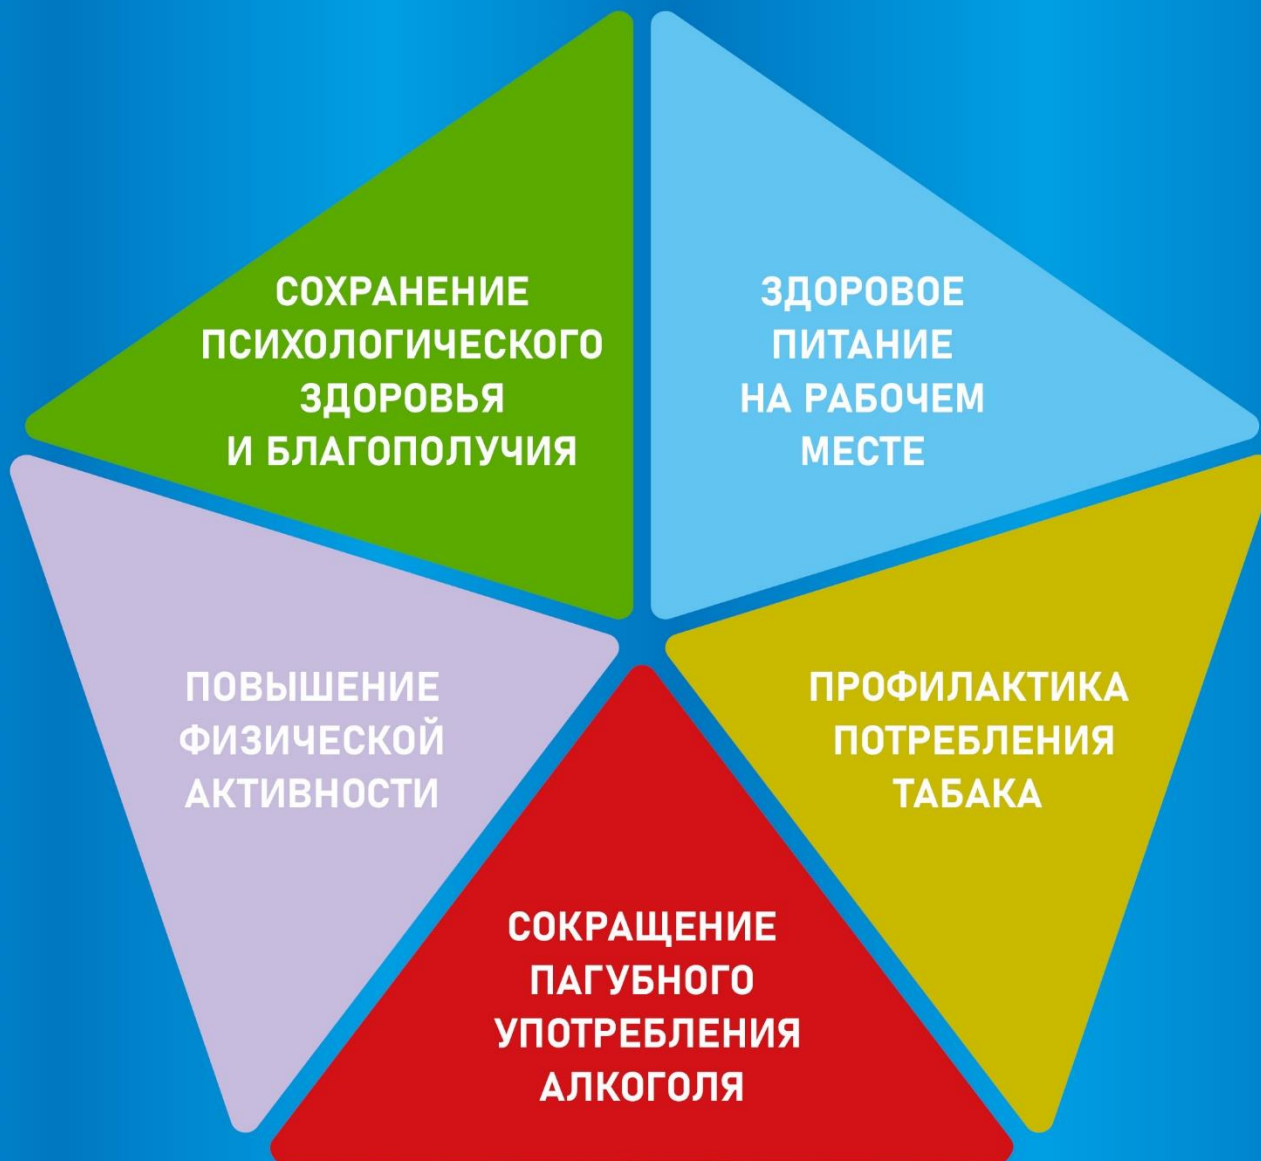 СОХРАНЕНИЕ
ПСИХОЛОГИЧЕСКОГО
ЗДОРОВЬЯ
И БЛАГОПОЛУЧИЯ
ЗДОРОВОЕ
ПИТАНИЕ
НА РАБОЧЕМ
МЕСТЕ
ПОВЫШЕНИЕ
ФИЗИЧЕСКОЙ
АКТИВНОСТИ
ПРОФИЛАКТИКА
ПОТРЕБЛЕНИЯ
ТАБАКА
СОКРАЩЕНИЕ
ПАГУБНОГО
УПОТРЕБЛЕНИЯ
АЛКОГОЛЯ